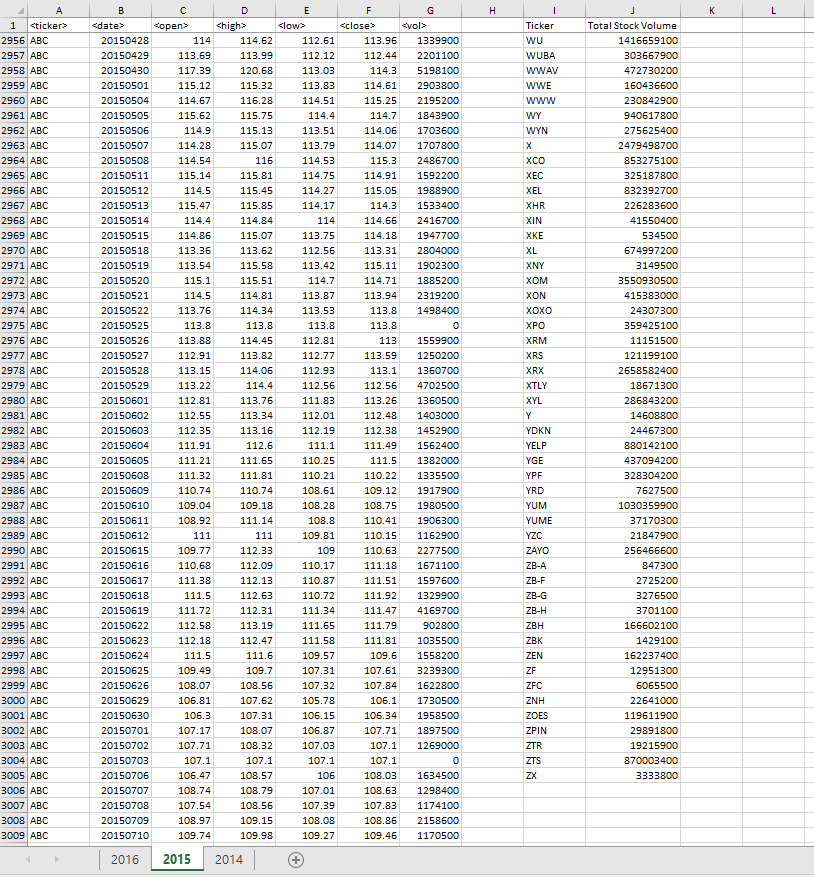 A B C D E F G H I J K L
1 <ticker> <date> <open> <high> <low> <close> <vol> Ticker Total Stock Volume
2956 ABC 20150428 114 114.62 112.61 113.96 1339900 WU 1416659100
2957 ABC 20150429 113.69 113.99 112.12 112.44 2201100 WUBA 303667900
2958 ABC 20150430 117.39 120.68 113.03 114.3 5198100 WWAV 472730200
2959 ABC 20150501 115.12 115.32 113.83 114.61 2903800 WWE 160436600
2960 ABC 20150504 114.67 116.28 114.51 115.25 2195200 WWW 230842900
2961 ABC 20150505 115.62 115.75 114.4 114.7 1843900 WY 940617800
2962 ABC 20150506 114.9 115.13 113.51 114.06 1703600 WYN 275625400
2963 ABC 20150507 114.28 115.07 113.79 114.07 1707800 X 2479498700
2964 ABC 20150508 114.54 116 114.53 115.3 2486700 XCO 853275100
2965 ABC 20150511 115.14 115.81 114.75 114.91 1592200 XEC 325187800
2966 ABC 20150512 114.5 115.45 114.27 115.05 1988900 XEL 832392700
2967 ABC 20150513 115.47 115.85 114.17 114.3 1533400 XHR 226283600
2968 ABC 20150514 114.4 114.84 114 114.66 2416700 XIN 41550400
2969 ABC 20150515 114.86 115.07 113.75 114.18 1947700 XKE 534500
2970 ABC 20150518 113.36 113.62 112.56 113.31 2804000 XL 674997200
2971 ABC 20150519 113.54 115.58 113.42 115.11 1902300 XNY 3149500
2972 ABC 20150520 115.1 115.51 114.7 114.71 1885200 XOM 3550930500
2973 ABC 20150521 114.5 114.81 113.87 113.94 2319200 XON 415383000
2974 ABC 20150522 113.76 114.34 113.53 113.8 1498400 XOXO 24307300
2975 ABC 20150525 113.8 113.8 113.8 113.8 0 XPO 359425100
2976 ABC 20150526 113.88 114.45 112.81 113 1559900 XRM 11151500
2977 ABC 20150527 112.91 113.82 112.77 113.59 1250200 XRS 121199100
2978 ABC 20150528 113.15 114.06 112.93 113.1 1360700 XRX 2658582400
2979 ABC 20150529 113.22 114.4 112.56 112.56 4702500 XTLY 18671300
2980 ABC 20150601 112.81 113.76 111.83 113.26 1360500 XYL 286843200
2981 ABC 20150602 112.55 113.34 112.01 112.48 1403000 Y 14608800
2982 ABC 20150603 112.35 113.16 112.19 112.38 1452900 YDKN 24467300
2983 ABC 20150604 111.91 112.6 111.1 111.49 1562400 YELP 880142100
2984 ABC 20150605 111.21 111.65 110.25 111.5 1382000 YGE 437094200
2985 ABC 20150608 111.32 111.81 110.21 110.22 1335500 YPF 328304200
2986 ABC 20150609 110.74 110.74 108.61 109.12 1917900 YRD 7627500
2987 ABC 20150610 109.04 109.18 108.28 108.75 1980500 YUM 1030359900
2988 ABC 20150611 108.92 111.14 108.8 110.41 1906300 YUME 37170300
2989 ABC 20150612 111 111 109.81 110.15 1162900 YZC 21847900
2990 ABC 20150615 109.77 112.33 109 110.63 2277500 ZAYO 256466600
2991 ABC 20150616 110.68 112.09 110.17 111.18 1671100 ZB-A 847300
2992 ABC 20150617 111.38 112.13 110.87 111.51 1597600 ZB-F 2725200
2993 ABC 20150618 111.5 112.63 110.72 111.92 1329900 ZB-G 3276500
2994 ABC 20150619 111.72 112.31 111.34 111.47 4169700 ZB-H 3701100
2995 ABC 20150622 112.58 113.19 111.65 111.79 902800 ZBH 166602100
2996 ABC 20150623 112.18 112.47 111.58 111.81 1035500 ZBK 1429100
2997 ABC 20150624 111.5 111.6 109.57 109.6 1558200 ZEN 162237400
2998 ABC 20150625 109.49 109.7 107.31 107.61 3239300 ZF 12951300
2999 ABC 20150626 108.07 108.56 107.32 107.84 1622800 ZFC 6065500
3000 ABC 20150629 106.81 107.62 105.78 106.1 1730500 ZNH 22641000
3001 ABC 20150630 106.3 107.31 106.15 106.34 1958500 ZOES 119611900
3002 ABC 20150701 107.17 108.07 106.87 107.71 1897500 ZPIN 29891800
3003 ABC 20150702 107.71 108.32 107.03 107.1 1269000 ZTR 19215900
3004 ABC 20150703 107.1 107.1 107.1 107.1 0 ZTS 870003400
3005 ABC 20150706 106.47 108.57 106 108.03 1634500 ZX 3333800
3006 ABC 20150707 108.74 108.79 107.01 108.63 1298400
3007 ABC 20150708 107.54 108.56 107.39 107.83 1174100
3008 ABC 20150709 108.97 109.15 108.08 108.86 2158600
3009 ABC 20150710 109.74 109.98 109.27 109.46 1170500
2016 2015 2014